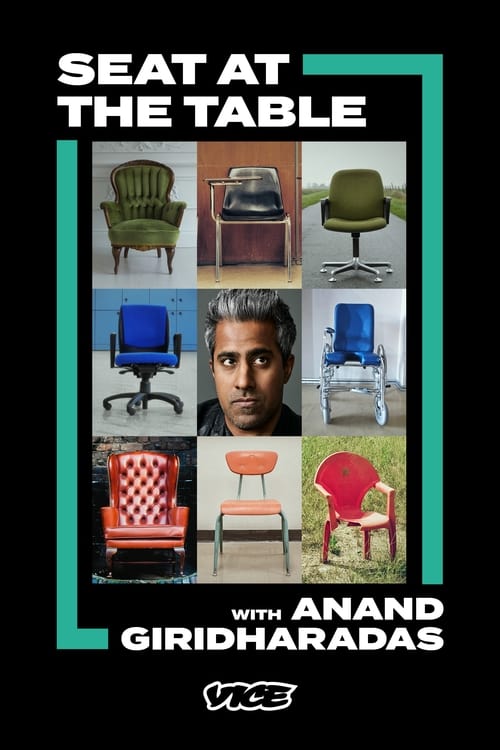 SEAT AT
THE TABLE
WITH ANAND
GIRIDHARADAS
VICE